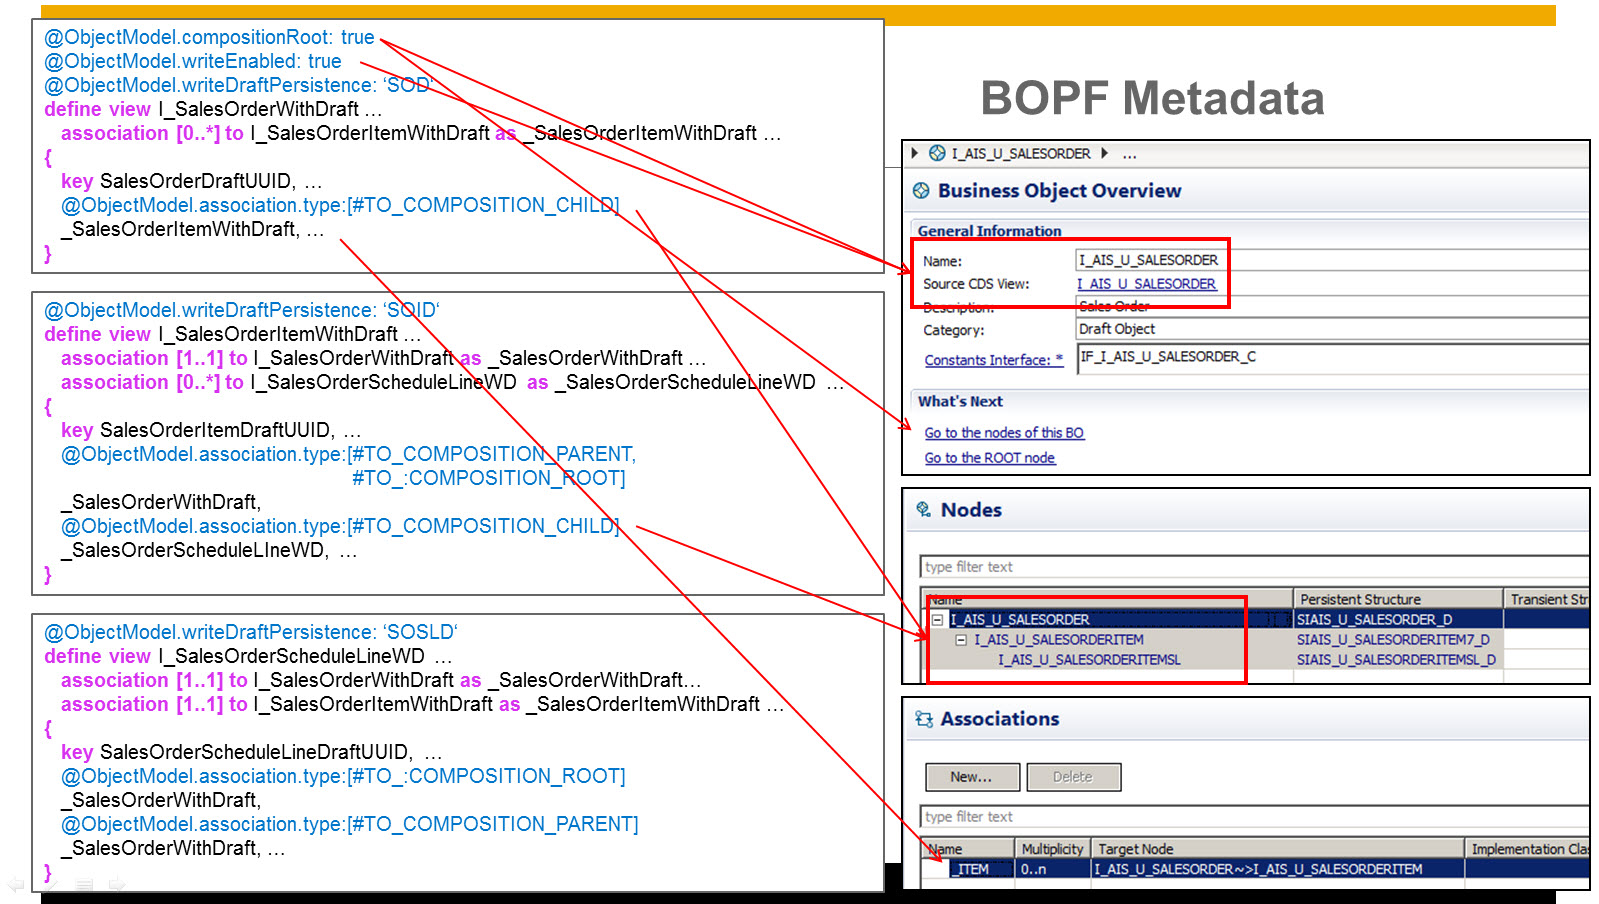 @ObjectModel.compositionRoot: true
@ObjectModel.writeEnabled: true
@ObjectModel.writeDraftPersistence: ‘SOD‘
define view I_SalesOrderWithDraft …
association [0..*] to I_SalesOrderItemWithDraft as _SalesOrderItemWithDraft …
{
key SalesOrderDraftUUID, …
@ObjectModel.association.type:[#TO_COMPOSITION_CHILD]
_SalesOrderItemWithDraft, …
}
@ObjectModel.writeDraftPersistence: ‘SOID‘
define view I_SalesOrderItemWithDraft …
association [1..1] to I_SalesOrderWithDraft as _SalesOrderWithDraft …
association [0..*] to I_SalesOrderScheduleLineWD as _SalesOrderScheduleLineWD …
{
key SalesOrderItemDraftUUID, …
@ObjectModel.association.type:[#TO_COMPOSITION_PARENT,
#TO_:COMPOSITION_ROOT]
_SalesOrderWithDraft,
@ObjectModel.association.type:[#TO_COMPOSITION_CHILD]
_SalesOrderScheduleLIneWD, …
}
@ObjectModel.writeDraftPersistence: ‘SOSLD‘
define view I_SalesOrderScheduleLineWD …
association [1..1] to I_SalesOrderWithDraft as _SalesOrderWithDraft…
association [1..1] to I_SalesOrderItemWithDraft as _SalesOrderItemWithDraft …
{
key SalesOrderScheduleLineDraftUUID, …
@ObjectModel.association.type:[#TO_:COMPOSITION_ROOT]
_SalesOrderWithDraft,
@ObjectModel.association.type:[#TO_COMPOSITION_PARENT]
_SalesOrderWithDraft, …
}
BOPF Metadata
I_AIS_U_SALESORDER ...
Business Object Overview
General Information
Name: I_AIS_U_SALESORDER
Source CDS View: I_AIS_U_SALESORDER
Description: Sales Order
Category: Draft Object
Constants Interface: * IF_I_AIS_U_SALESORDER_C
What's Next
Go to the nodes of this BO
Go to the ROOT node
Nodes
type filter text
Name Persistent Structure Transient Str
I_AIS_U_SALESORDER SIAIS_U_SALESORDER_D
I_AIS_U_SALESORDERITEM SIAIS_U_SALESORDERITEM7_D
I_AIS_U_SALESORDERITEMSL SIAIS_U_SALESORDERITEMSL_D
Associations
New... Delete
type filter text
Name Multiplicity Target Node Implementation Clas
_ITEM 0..n I_AIS_U_SALESORDER~>I_AIS_U_SALESORDERITEM